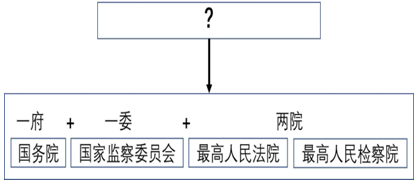 ?
一府 + 一委 + 两院
国务院 国家监察委员会 最高人民法院 最高人民检察院